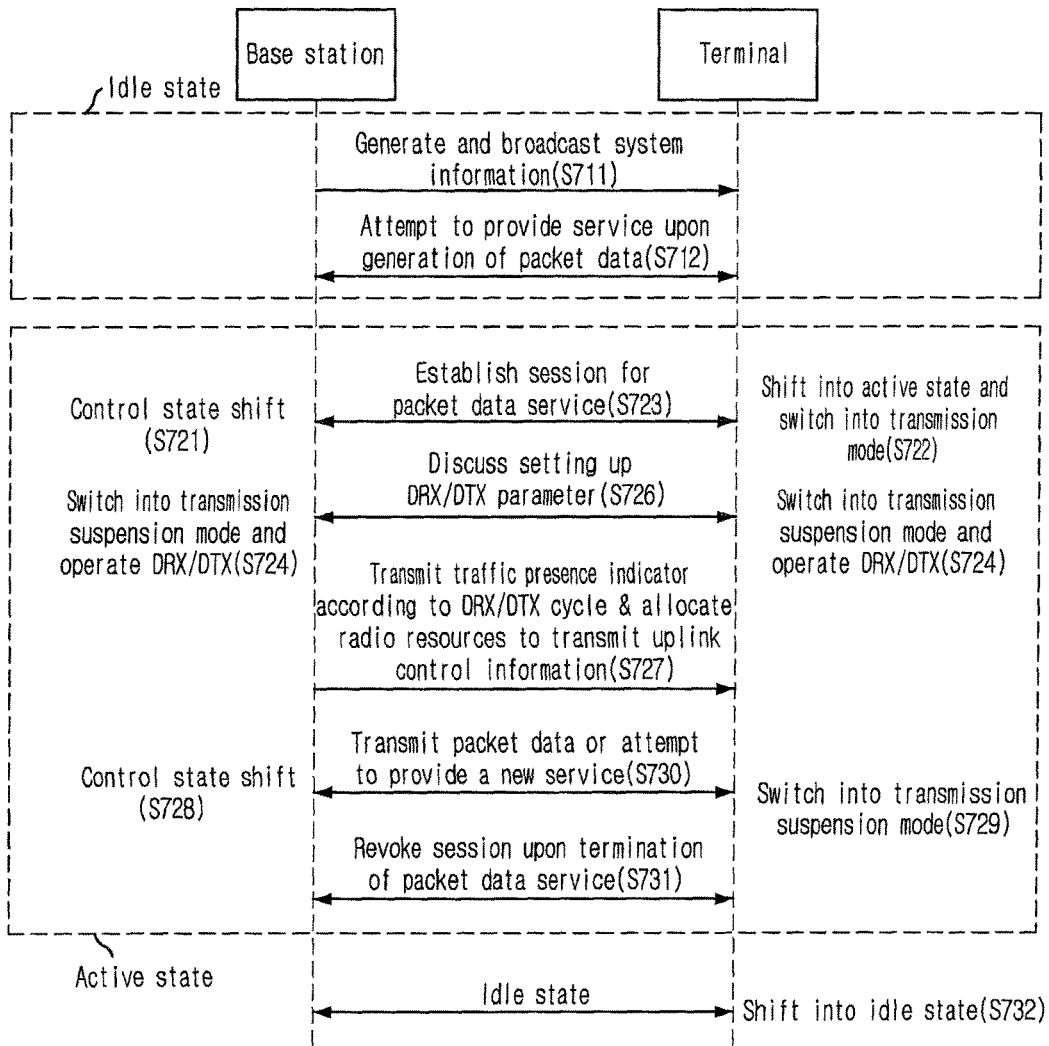 Base station
Terminal
Idle state
Generate and broadcast system
information(S711)
Attempt to provide service upon
generation of packet data(S712)
Establish session for
packet data service(S723)
Control state shift
(S721)
Shift into active state and
switch into transmission
mode(S722)
Discuss setting up
DRX/DTX parameter(S726)
Switch into transmission
suspension mode and
operate DRX/DTX(S724)
Switch into transmission
suspension mode and
operate DRX/DTX(S724)
Transmit traffic presence indicator
according to DRX/DTX cycle & allocate
radio resources to transmit uplink
control information(S727)
Transmit packet data or attempt
to provide a new service(S730)
Control state shift
(S728)
Switch into transmission
suspension mode(S729)
Revoke session upon termination
of packet data service(S731)
Active state
Idle state
Shift into idle state(S732)